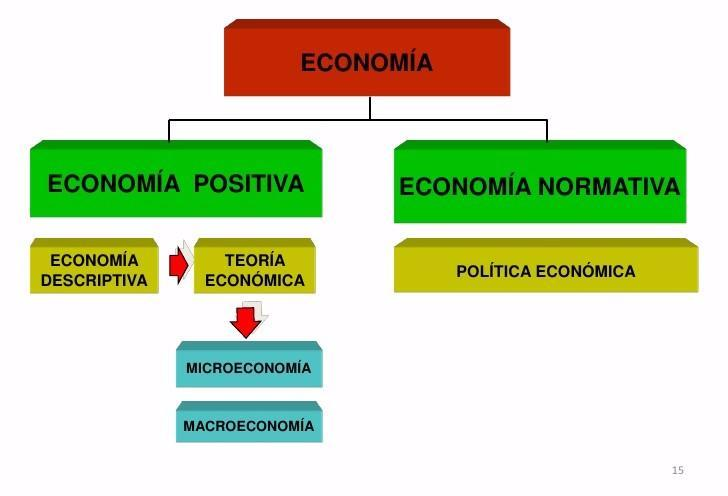 ECONOMÍA
ECONOMÍA POSITIVA
ECONOMÍA NORMATIVA
ECONOMÍA
DESCRIPTIVA
TEORÍA
ECONÓMICA
POLÍTICA ECONÓMICA
MICROECONOMÍA
MACROECONOMÍA
15